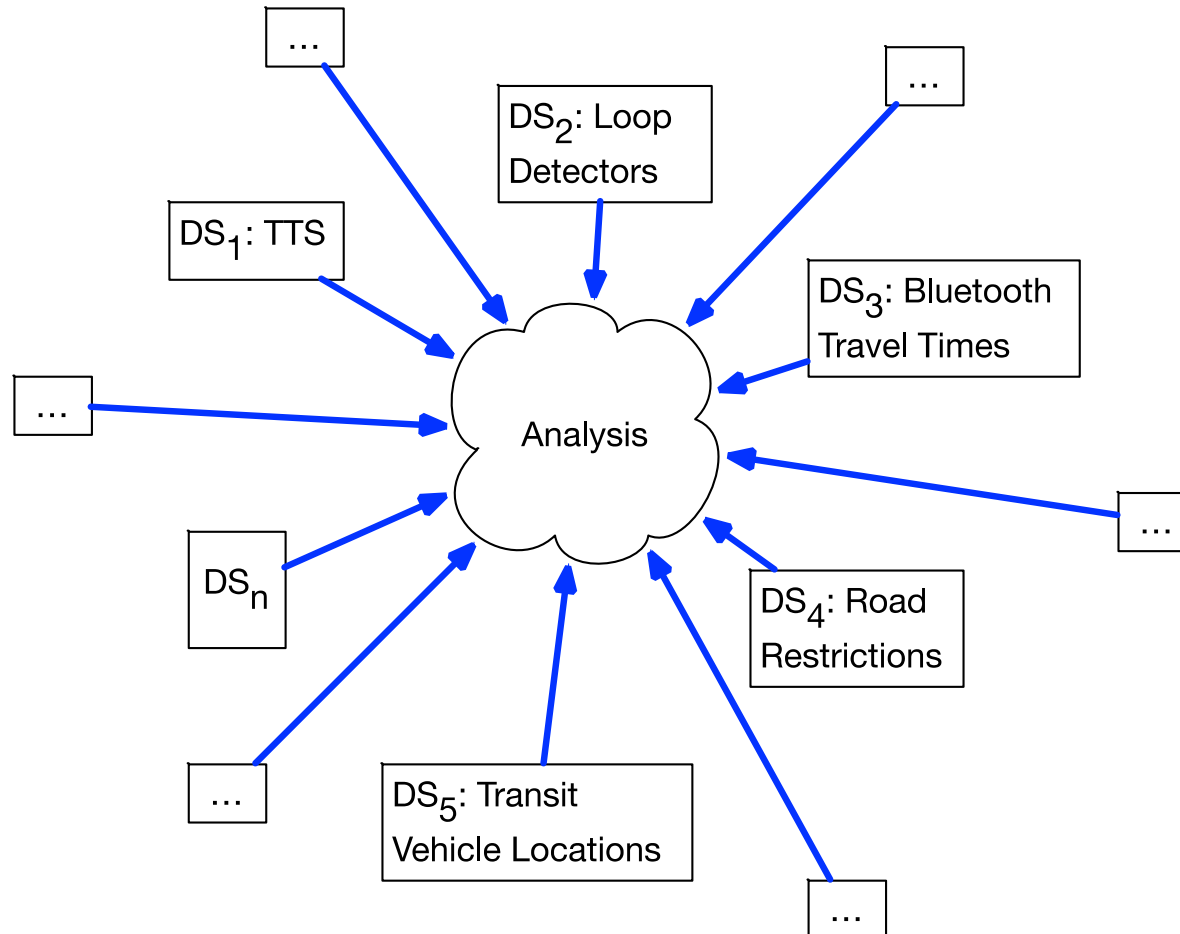 ...
...
DS₂: Loop
Detectors
DS₁: TTS
DS₃: Bluetooth
Travel Times
...
Analysis
...
DSₙ
DS₄: Road
Restrictions
...
DS₅: Transit
Vehicle Locations
...